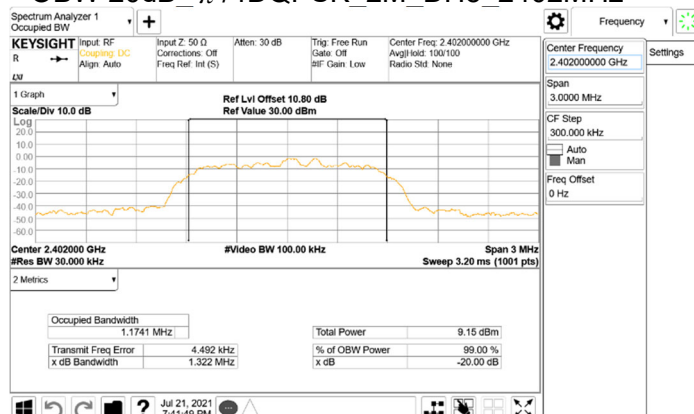 OBW 20dB_π/4DQPSK_2M_DH5_2402MHz
Spectrum Analyzer 1
Occupied BW
KEYSIGHT
R
LXI
Input: RF
Coupling: DC
Align: Auto
Input Z: 50 Ω
Corrections: Off
Freq Ref: Int (S)
Atten: 30 dB
Trig: Free Run
Gate: Off
#IF Gain: Low
Center Freq: 2.402000000 GHz
Avg|Hold: 100/100
Radio Std: None
Frequency
Center Frequency
2.402000000 GHz
Settings
Span
3.0000 MHz
CF Step
300.000 kHz
Auto
Man
Freq Offset
0 Hz
1 Graph
Scale/Div 10.0 dB
Ref Lvl Offset 10.80 dB
Ref Value 30.00 dBm
Log
20.0
10.0
0.00
-10.0
-20.0
-30.0
-40.0
-50.0
-60.0
Center 2.402000 GHz
#Res BW 30.000 kHz
#Video BW 100.00 kHz
Span 3 MHz
Sweep 3.20 ms (1001 pts)
2 Metrics
Occupied Bandwidth
1.1741 MHz
Total Power 9.15 dBm
Transmit Freq Error 4.492 kHz
% of OBW Power 99.00 %
x dB Bandwidth 1.322 MHz
x dB -20.00 dB
?
Jul 21, 2021
7:41:49 PM